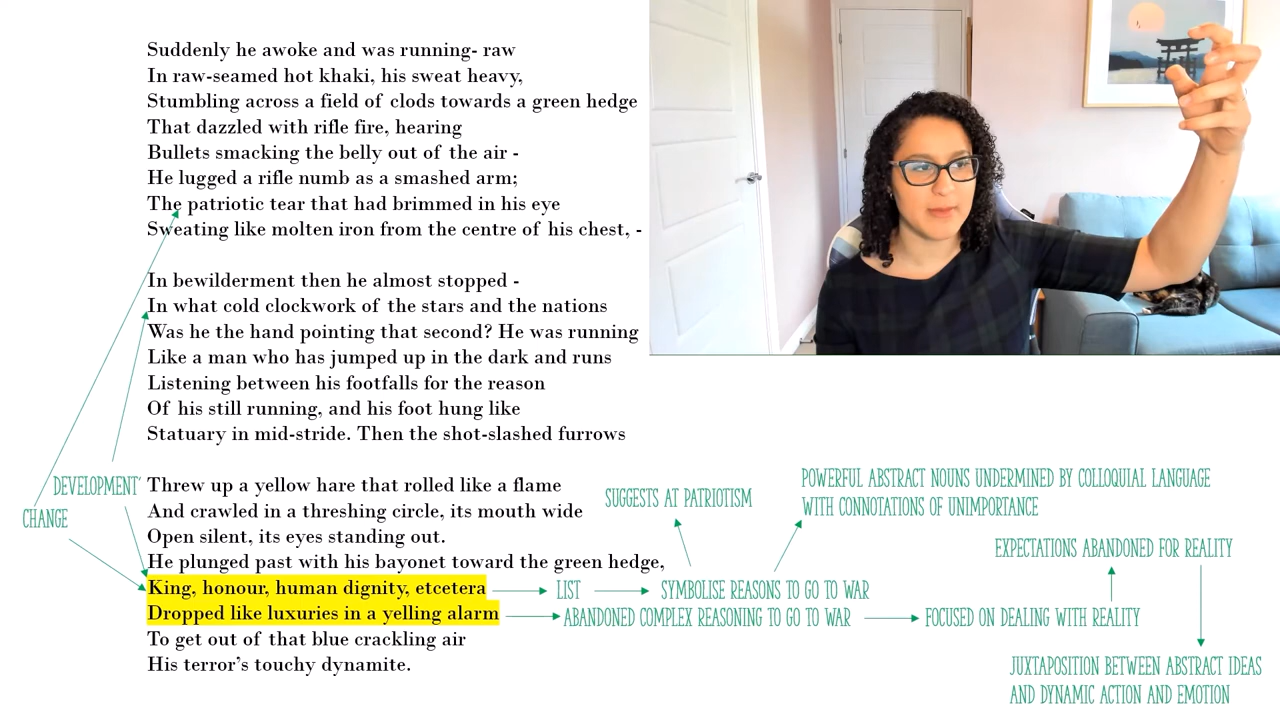 Suddenly he awoke and was running- raw
In raw-seamed hot khaki, his sweat heavy,
Stumbling across a field of clods towards a green hedge
That dazzled with rifle fire, hearing
Bullets smacking the belly out of the air -
He lugged a rifle numb as a smashed arm;
The patriotic tear that had brimmed in his eye
Sweating like molten iron from the centre of his chest, -
In bewilderment then he almost stopped -
In what cold clockwork of the stars and the nations
Was he the hand pointing that second? He was running
Like a man who has jumped up in the dark and runs
Listening between his footfalls for the reason
Of his still running, and his foot hung like
Statuary in mid-stride. Then the shot-slashed furrows
Threw up a yellow hare that rolled like a flame
And crawled in a threshing circle, its mouth wide
Open silent, its eyes standing out.
He plunged past with his bayonet toward the green hedge,
King, honour, human dignity, etcetera
Dropped like luxuries in a yelling alarm
To get out of that blue crackling air
His terror's touchy dynamite.
DEVELOPMENT
CHANGE
SUGGESTS AT PATRIOTISM
POWERFUL ABSTRACT NOUNS UNDERMINED BY COLLOQUIAL LANGUAGE
WITH CONNOTATIONS OF UNIMPORTANCE
EXPECTATIONS ABANDONED FOR REALITY
LIST
SYMBOLISE REASONS TO GO TO WAR
ABANDONED COMPLEX REASONING TO GO TO WAR
FOCUSED ON DEALING WITH REALITY
JUXTAPOSITION BETWEEN ABSTRACT IDEAS
AND DYNAMIC ACTION AND EMOTION